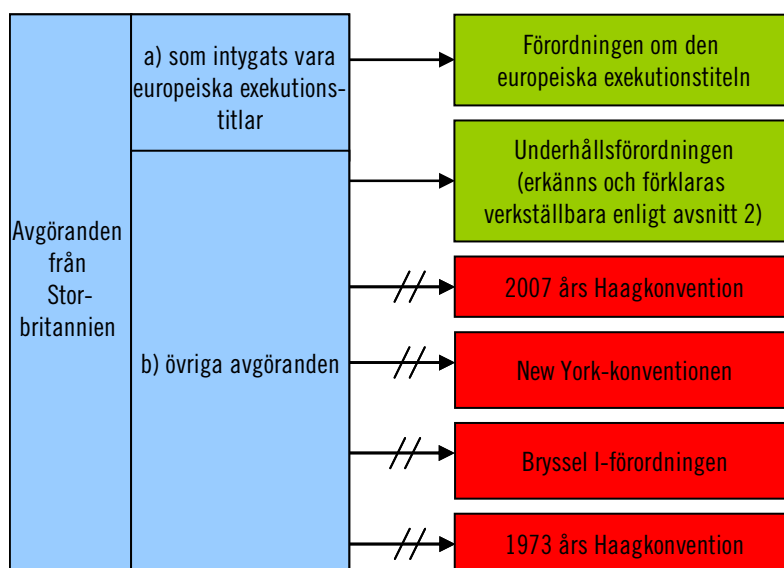 Avgöranden
från
Stor-
britannien
a) som intygats vara
europeiska exekutions-
titlar
b) övriga avgöranden
Förordningen om den
europeiska exekutionstiteln
Underhållsförordningen
(erkänns och förklaras
verkställbara enligt avsnitt 2)
2007 års Haagkonvention
New York-konventionen
Bryssel I-förordningen
1973 års Haagkonvention